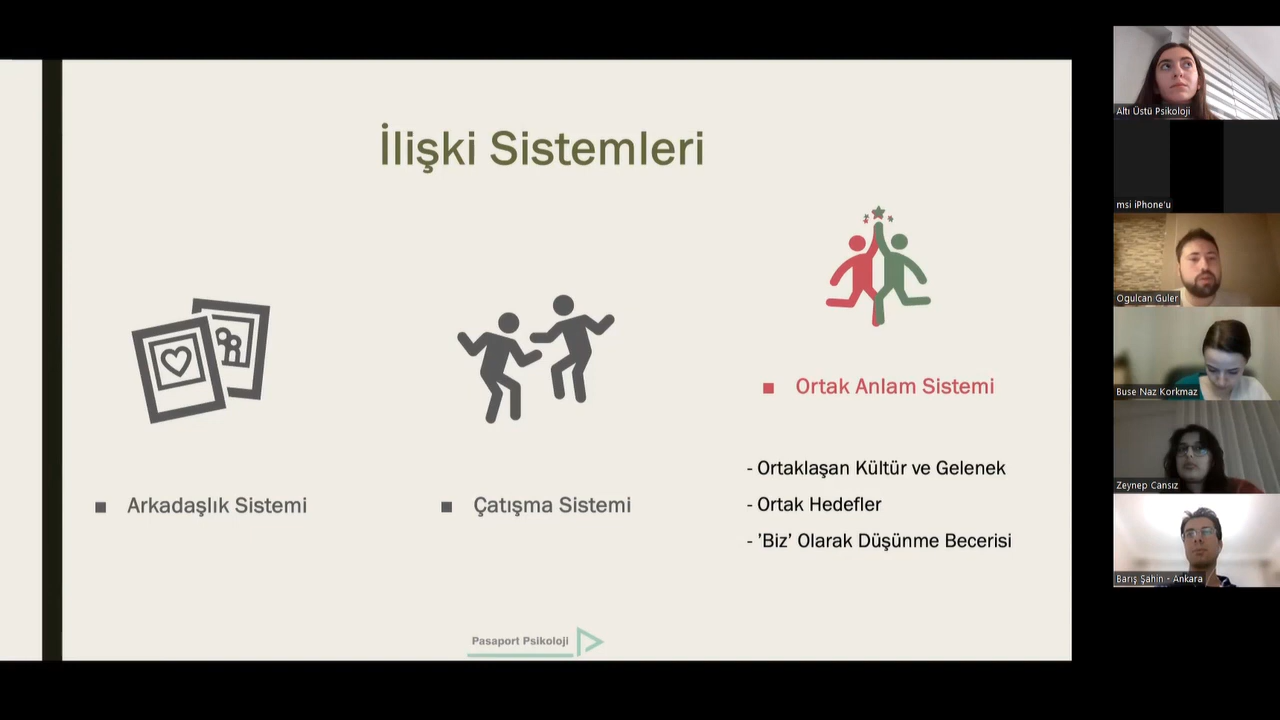 İlişki Sistemleri
■ Arkadaşlık Sistemi
■ Çatışma Sistemi
■ Ortak Anlam Sistemi
- Ortaklaşan Kültür ve Gelenek
- Ortak Hedefler
- ’Biz’ Olarak Düşünme Becerisi
Pasaport Psikoloji
Altı Üstü Psikoloji
msi iPhone'u
Ogulcan Guler
Buse Naz Korkmaz
Zeynep Cansız
Barış Şahin - Ankara